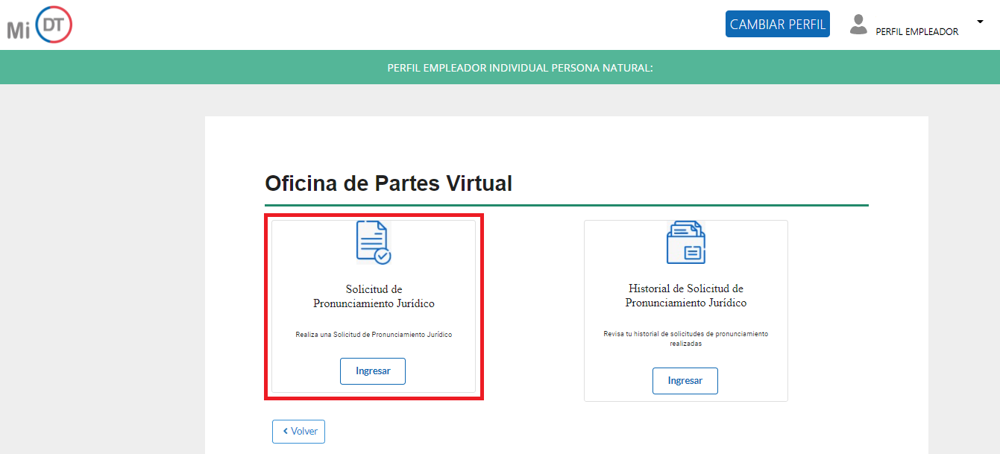 Mi DT
CAMBIAR PERFIL
PERFIL EMPLEADOR
PERFIL EMPLEADOR INDIVIDUAL PERSONA NATURAL:
Oficina de Partes Virtual
Solicitud de
Pronunciamiento Jurídico
Realiza una Solicitud de Pronunciamiento Jurídico
Ingresar
Historial de Solicitud de
Pronunciamiento Jurídico
Revisa tu historial de solicitudes de pronunciamiento
realizadas
Ingresar
Volver